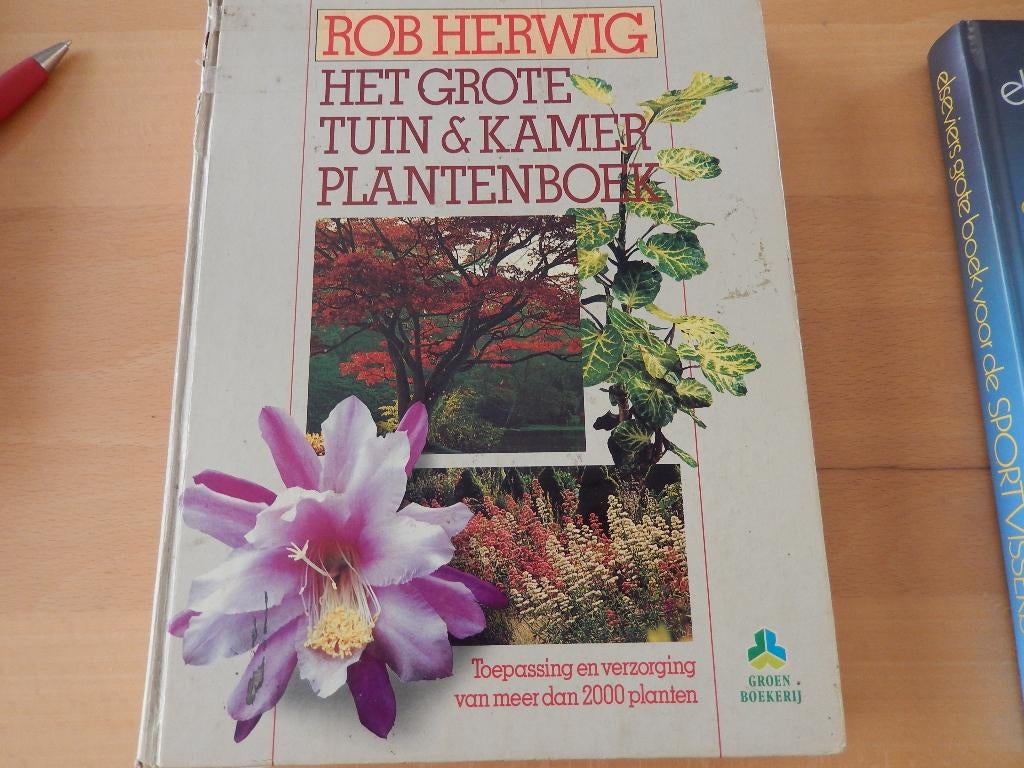 ROB HERWIG
HET GROTE
TUIN & KAMER
PLANTENBOEK
Toepassing en verzorging
van meer dan 2000 planten
GROEN
BOEKERIJ
elseviers grote boek voor de SPORTVISSERIJ